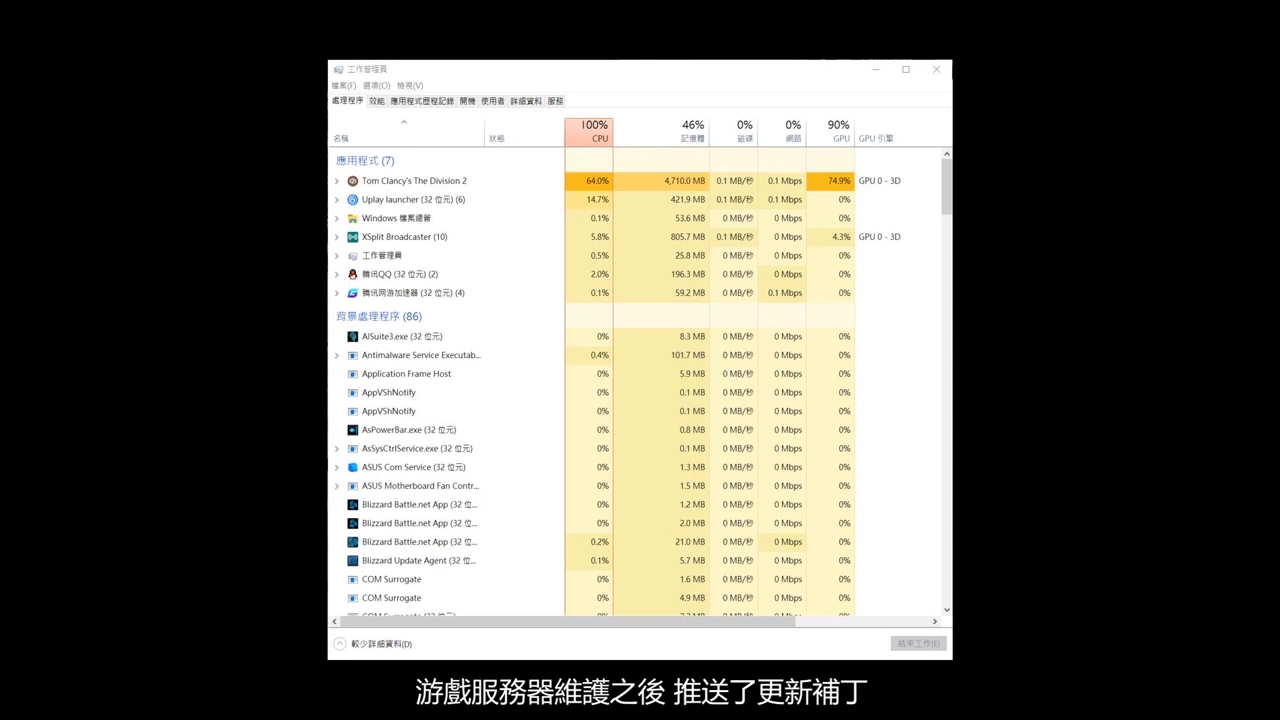 工作管理員
檔案(F) 選項(O) 檢視(V)
處理程序 效能 應用程式歷程記錄 開機 使用者 詳細資料 服務
100% 46% 0% 0% 90%
名稱 狀態 CPU 記憶體 磁碟 網路 GPU GPU 引擎
應用程式 (7)
Tom Clancy's The Division 2 64.0% 4,710.0 MB 0.1 MB/秒 0.1 Mbps 74.9% GPU 0 - 3D
Uplay launcher (32 位元) (6) 14.7% 421.9 MB 0.1 MB/秒 0.1 Mbps 0%
Windows 檔案總管 0.1% 53.6 MB 0 MB/秒 0 Mbps 0%
XSplit Broadcaster (10) 5.8% 805.7 MB 0.1 MB/秒 0 Mbps 4.3% GPU 0 - 3D
工作管理員 0.5% 25.8 MB 0 MB/秒 0 Mbps 0%
腾讯QQ (32 位元) (2) 2.0% 196.3 MB 0 MB/秒 0 Mbps 0%
腾讯网游加速器 (32 位元) (4) 0.1% 59.2 MB 0 MB/秒 0.1 Mbps 0%
背景處理程序 (86)
AISuite3.exe (32 位元) 0% 8.3 MB 0 MB/秒 0 Mbps 0%
Antimalware Service Executab... 0.4% 101.7 MB 0 MB/秒 0 Mbps 0%
Application Frame Host 0% 5.9 MB 0 MB/秒 0 Mbps 0%
AppVShNotify 0% 0.1 MB 0 MB/秒 0 Mbps 0%
AppVShNotify 0% 0.1 MB 0 MB/秒 0 Mbps 0%
AsPowerBar.exe (32 位元) 0% 0.8 MB 0 MB/秒 0 Mbps 0%
AsSysCtrlService.exe (32 位元) 0% 0.1 MB 0 MB/秒 0 Mbps 0%
ASUS Com Service (32 位元) 0% 1.3 MB 0 MB/秒 0 Mbps 0%
ASUS Motherboard Fan Contr... 0% 1.5 MB 0 MB/秒 0 Mbps 0%
Blizzard Battle.net App (32 位... 0% 1.2 MB 0 MB/秒 0 Mbps 0%
Blizzard Battle.net App (32 位... 0% 2.0 MB 0 MB/秒 0 Mbps 0%
Blizzard Battle.net App (32 位... 0.2% 21.0 MB 0 MB/秒 0 Mbps 0%
Blizzard Update Agent (32 位... 0.1% 5.7 MB 0 MB/秒 0 Mbps 0%
COM Surrogate 0% 1.6 MB 0 MB/秒 0 Mbps 0%
COM Surrogate 0% 4.9 MB 0 MB/秒 0 Mbps 0%
較少詳細資料(D) 結束工作(E)
游戲服務器維護之後 推送了更新補丁